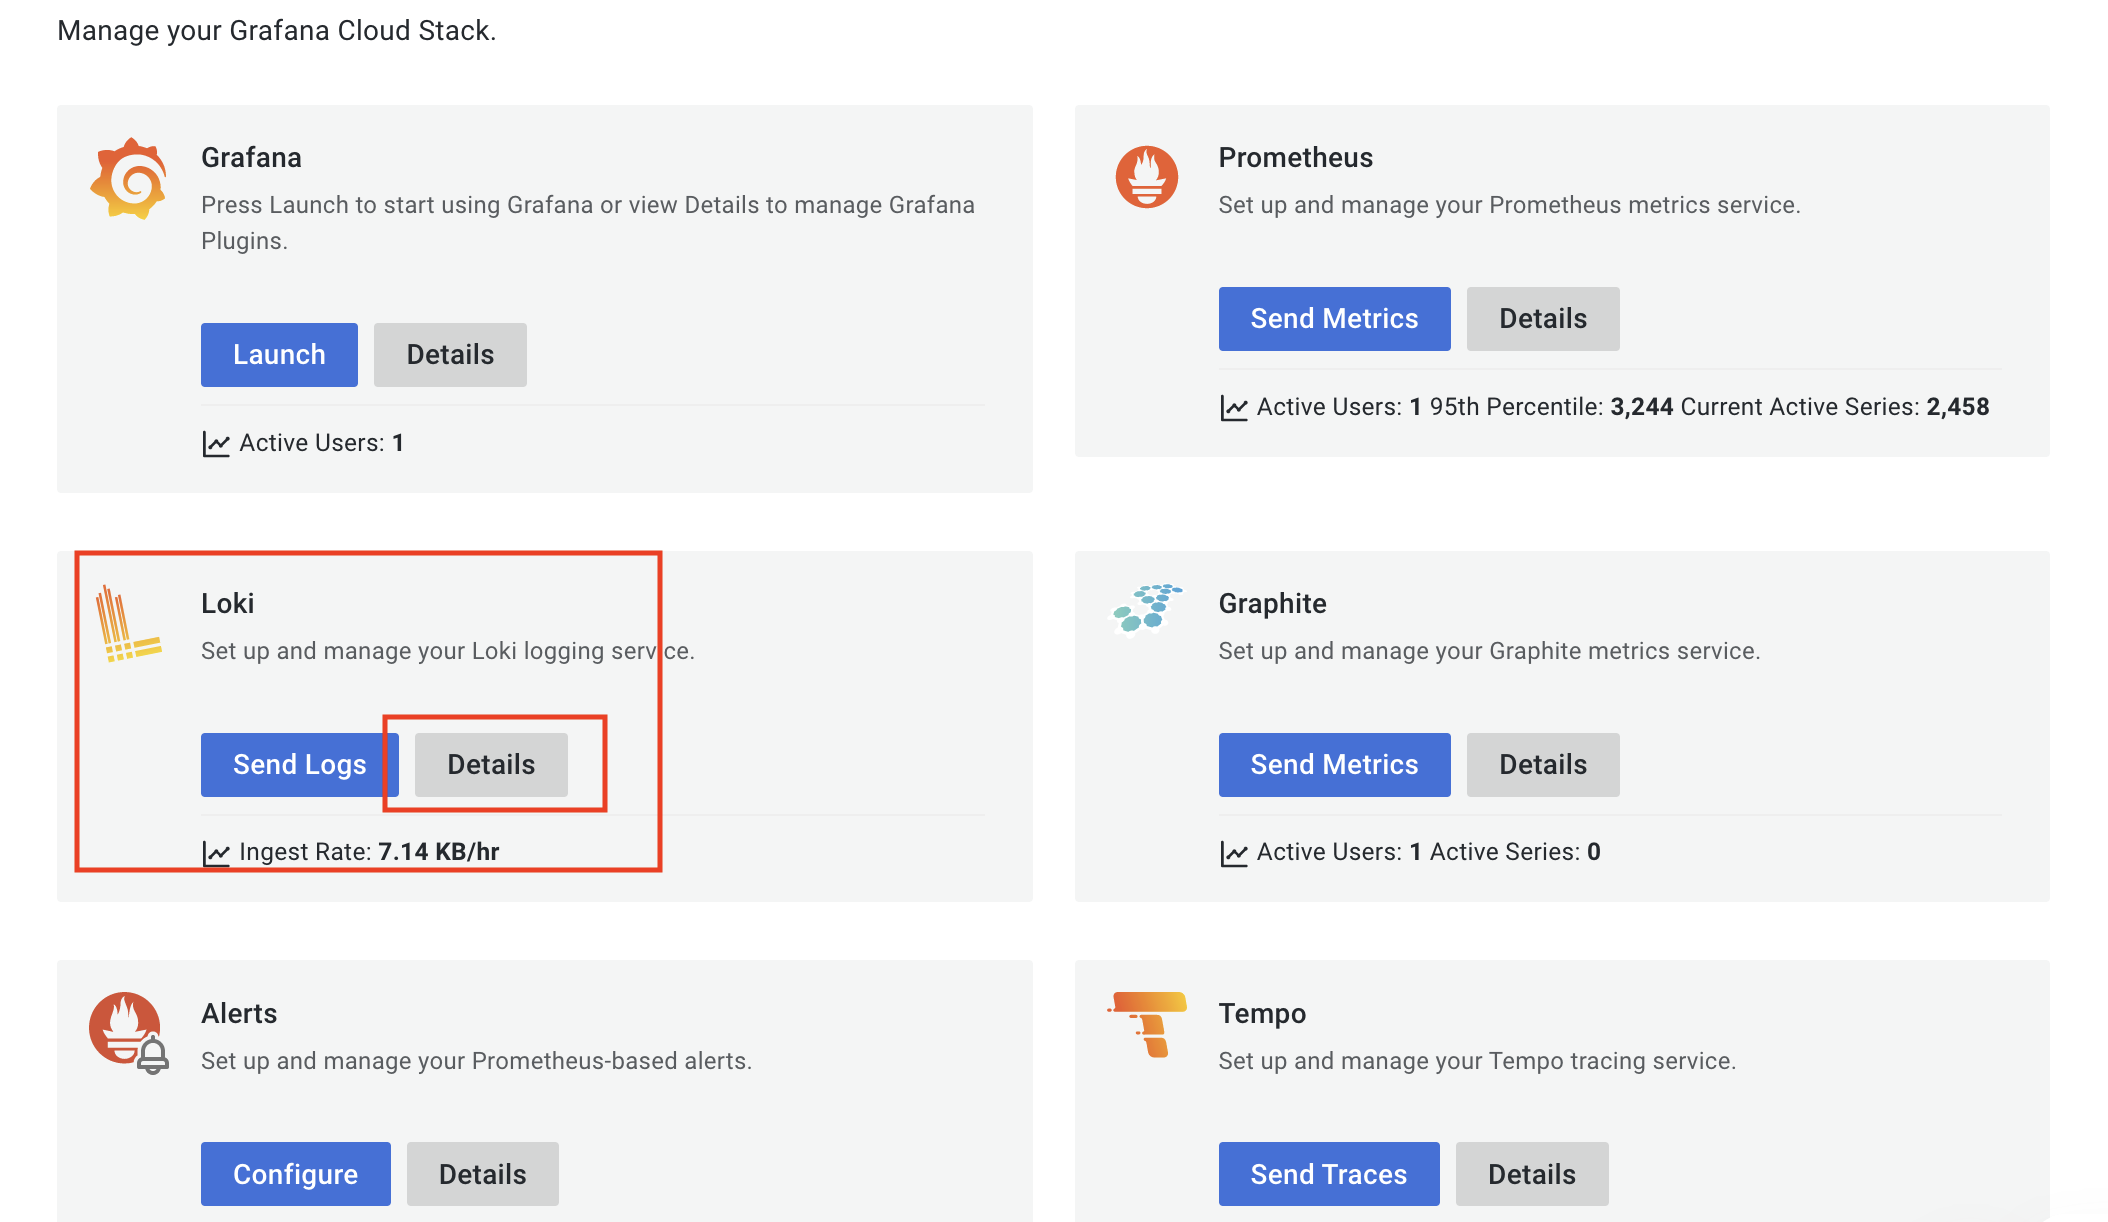 Manage your Grafana Cloud Stack.
Grafana
Press Launch to start using Grafana or view Details to manage Grafana
Plugins.
Launch
Details
Active Users: 1
Prometheus
Set up and manage your Prometheus metrics service.
Send Metrics
Details
Active Users: 1 95th Percentile: 3,244 Current Active Series: 2,458
Loki
Set up and manage your Loki logging service.
Send Logs
Details
Ingest Rate: 7.14 KB/hr
Graphite
Set up and manage your Graphite metrics service.
Send Metrics
Details
Active Users: 1 Active Series: 0
Alerts
Set up and manage your Prometheus-based alerts.
Configure
Details
Tempo
Set up and manage your Tempo tracing service.
Send Traces
Details